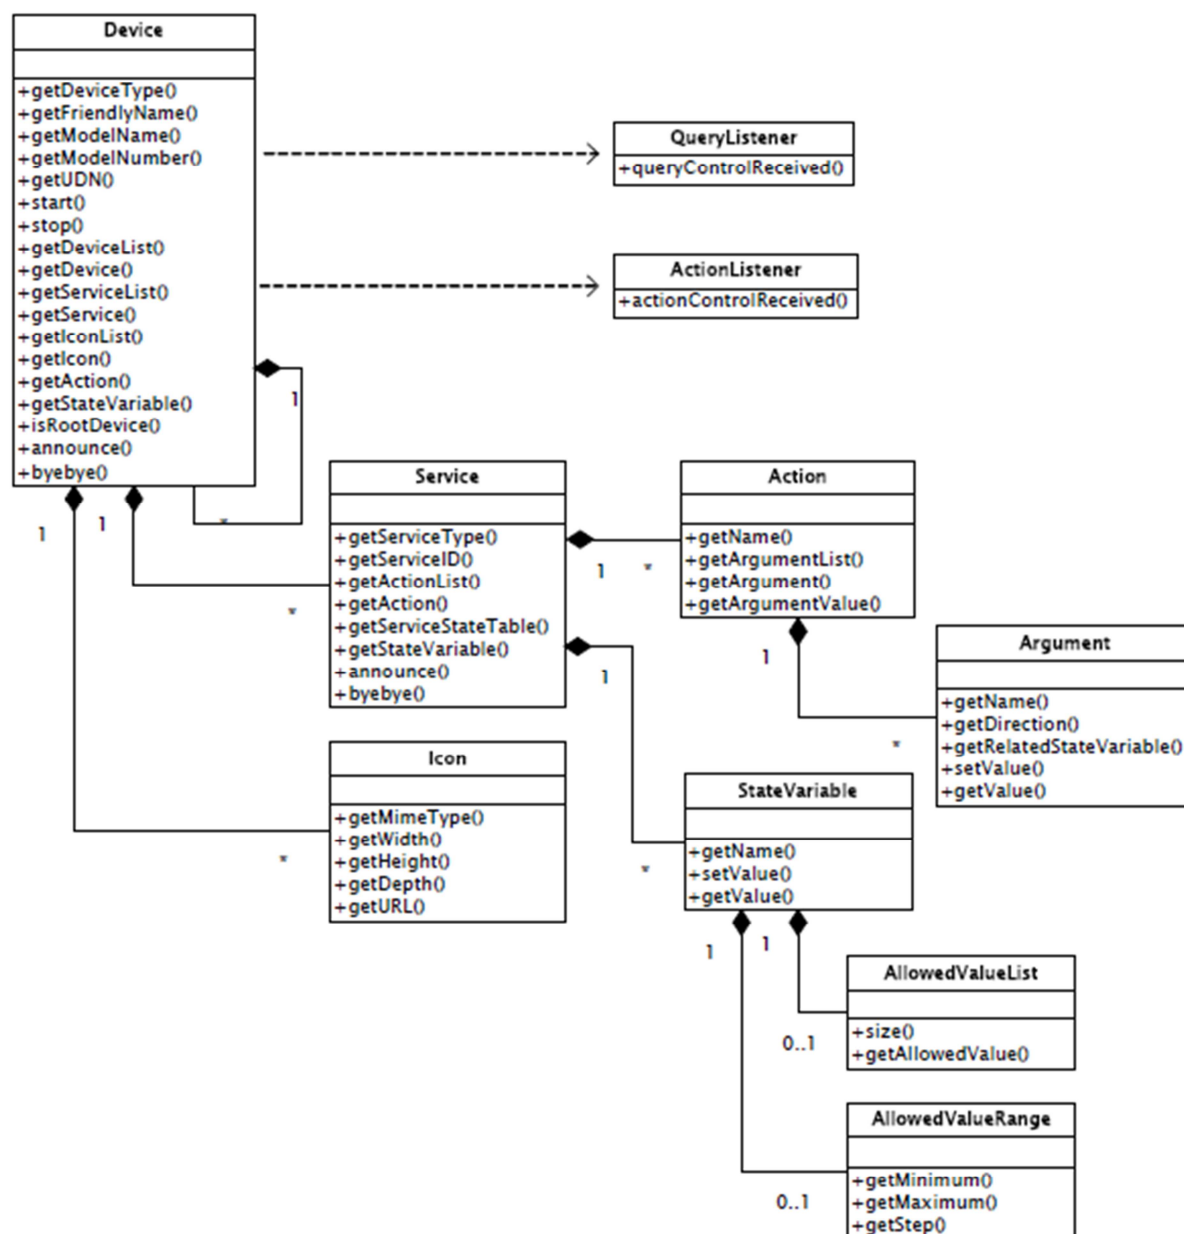 Device
+getDeviceType()
+getFriendlyName()
+getModelName()
+getModelNumber()
+getUDN()
+start()
+stop()
+getDeviceList()
+getDevice()
+getServiceList()
+getService()
+getIconList()
+getIcon()
+getAction()
+getStateVariable()
+isRootDevice()
+announce()
+byebye()
QueryListener
+queryControlReceived()
ActionListener
+actionControlReceived()
1
*
1
1
Service
+getServiceType()
+getServiceID()
+getActionList()
+getAction()
+getServiceStateTable()
+getStateVariable()
+announce()
+byebye()
*
1
*
1
Action
+getName()
+getArgumentList()
+getArgument()
+getArgumentValue()
1
*
Argument
+getName()
+getDirection()
+getRelatedStateVariable()
+setValue()
+getValue()
Icon
+getMimeType()
+getWidth()
+getHeight()
+getDepth()
+getURL()
*
StateVariable
+getName()
+setValue()
+getValue()
*
1
1
AllowedValueList
+size()
+getAllowedValue()
0..1
AllowedValueRange
+getMinimum()
+getMaximum()
+getStep()
0..1